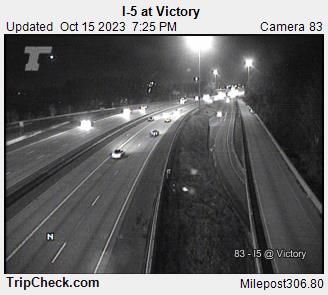 I-5 at Victory
Updated Oct 15 2023 7:25 PM Camera 83
T
N
83 - I5 @ Victory
TripCheck.com Milepost306.80